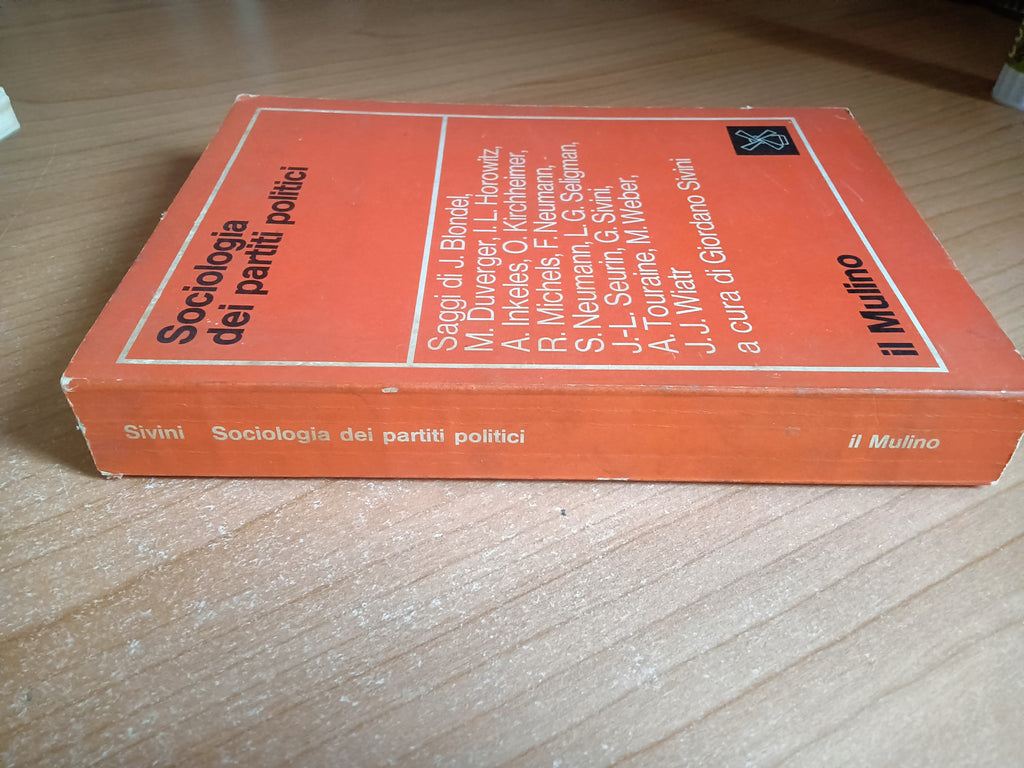 Sociologia
dei partiti politici
Saggi di J. Blondel,
M. Duverger, I. L. Horowitz,
A. Inkeles, O. Kirchheimer,
R. Michels, F. Neumann,
S. Neumann, L. G. Seligman,
J.-L. Seurin, G. Sivini,
A. Touraine, M. Weber,
J. J. Wiatr
a cura di Giordano Sivini
il Mulino
Sivini Sociologia dei partiti politici il Mulino